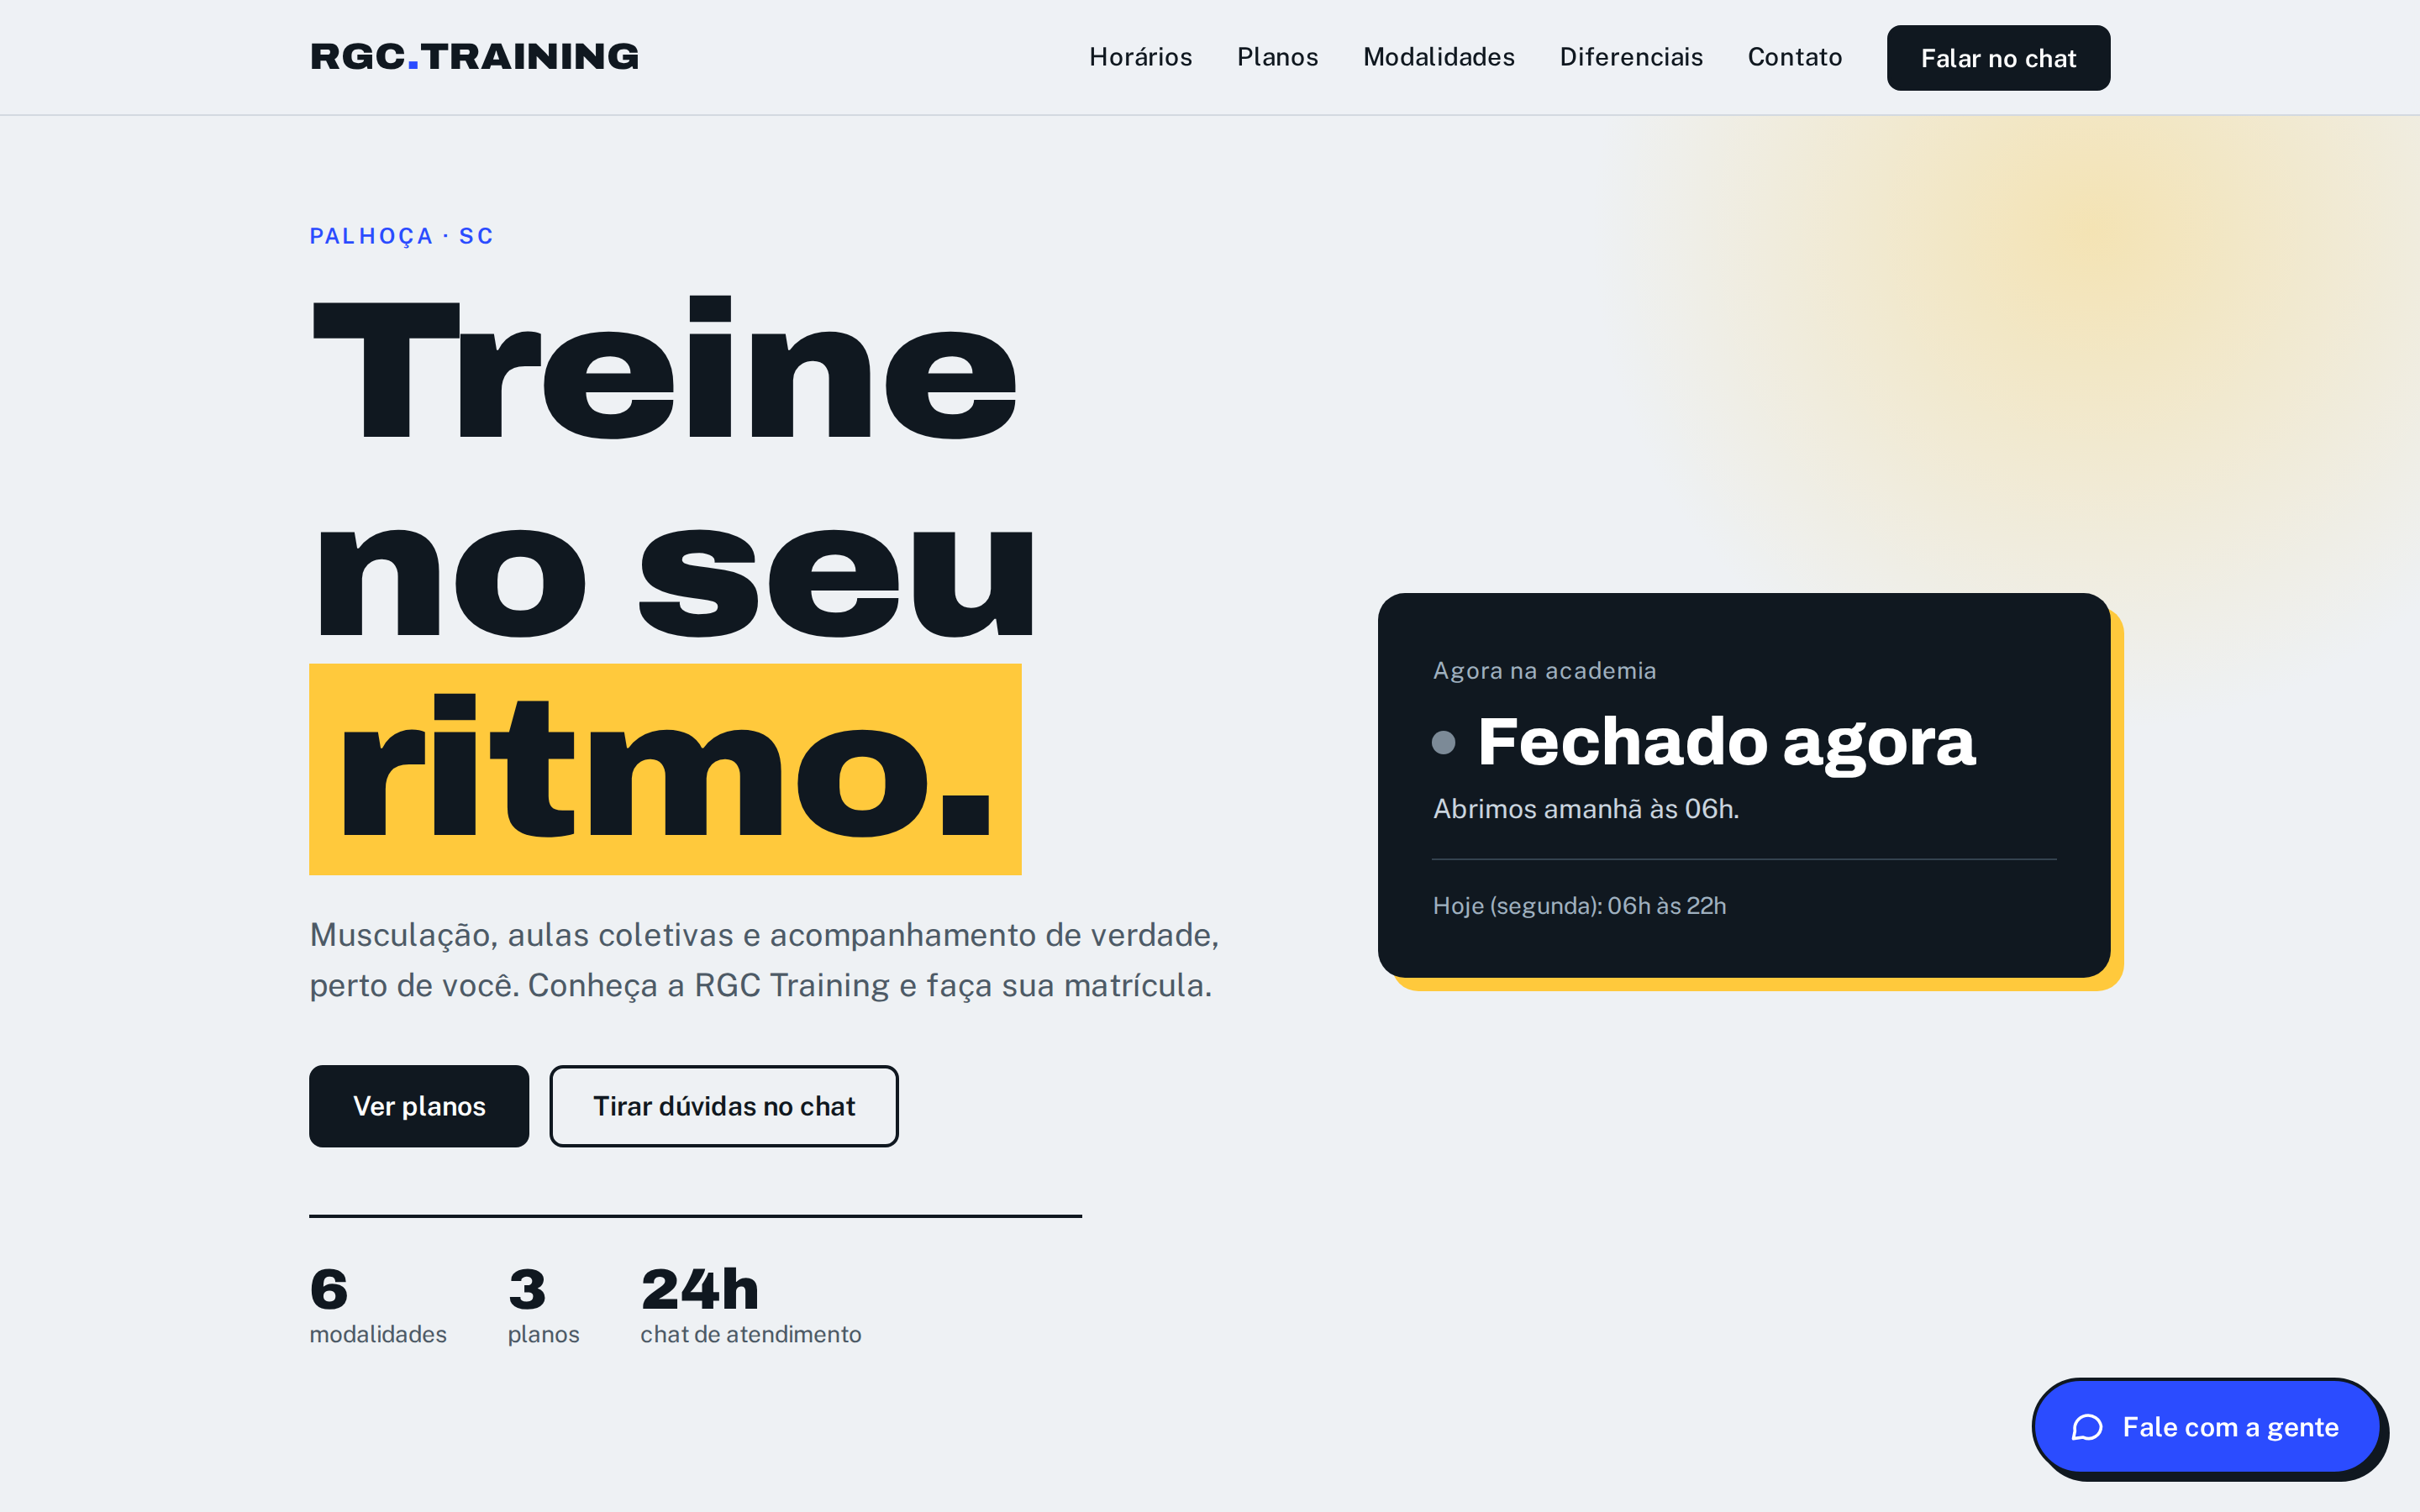 RGC.TRAINING
Horários
Planos
Modalidades
Diferenciais
Contato
Falar no chat
PALHOÇA · SC
Treine
no seu
ritmo.
Musculação, aulas coletivas e acompanhamento de verdade,
perto de você. Conheça a RGC Training e faça sua matrícula.
Ver planos
Tirar dúvidas no chat
6
modalidades
3
planos
24h
chat de atendimento
Agora na academia
Fechado agora
Abrimos amanhã às 06h.
Hoje (segunda): 06h às 22h
Fale com a gente